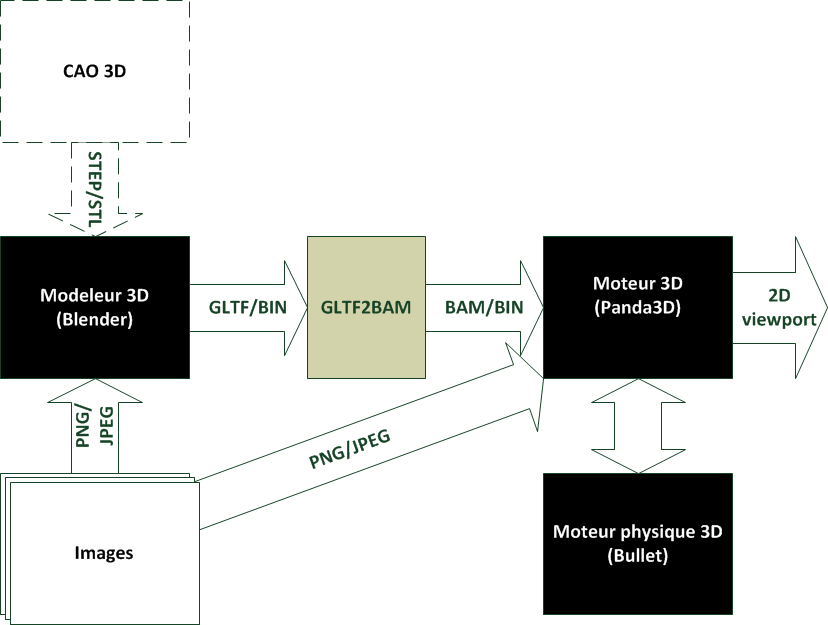 CAO 3D
STEP/STL
Modeleur 3D
(Blender)
GLTF/BIN
GLTF2BAM
BAM/BIN
Moteur 3D
(Panda3D)
2D
viewport
PNG/
JPEG
PNG/JPEG
Images
Moteur physique 3D
(Bullet)